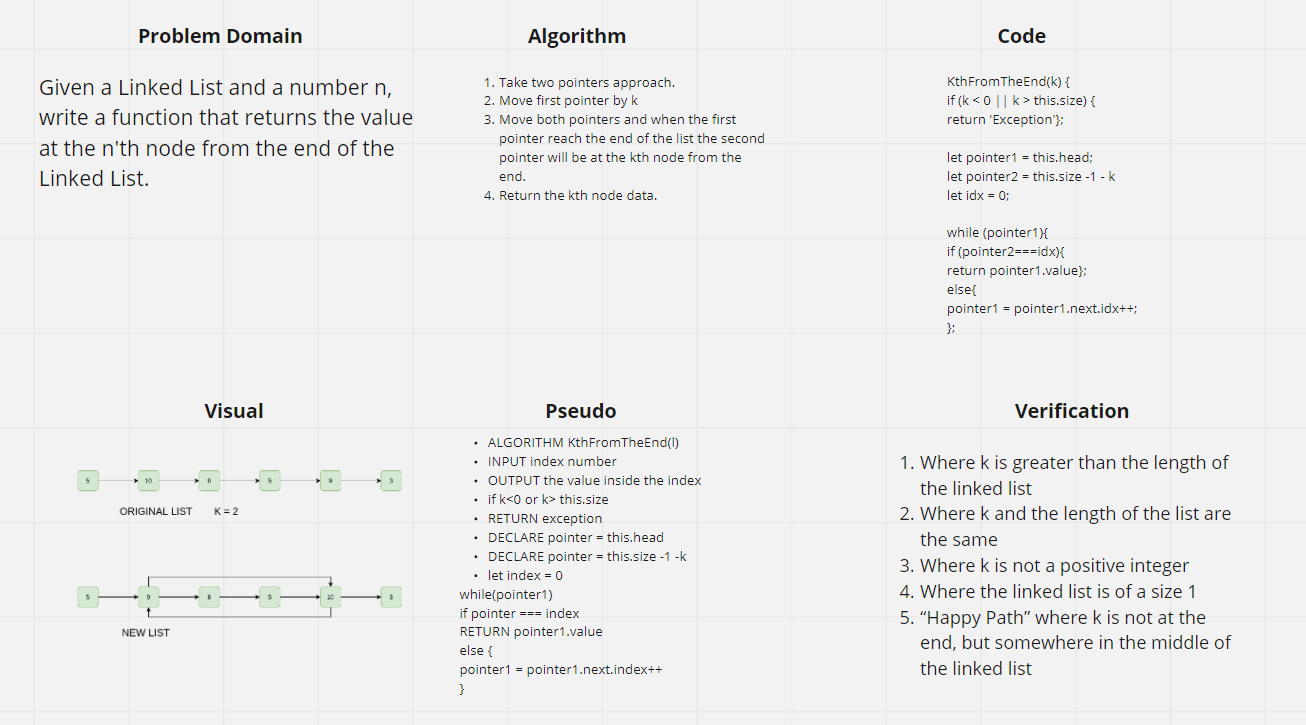 Problem Domain
Given a Linked List and a number n,
write a function that returns the value
at the n'th node from the end of the
Linked List.
Algorithm
1. Take two pointers approach.
2. Move first pointer by k
3. Move both pointers and when the first
pointer reach the end of the list the second
pointer will be at the kth node from the
end.
4. Return the kth node data.
Code
KthFromTheEnd(k) {
if (k < 0 || k > this.size) {
return 'Exception'};
let pointer1 = this.head;
let pointer2 = this.size -1 - k
let idx = 0;
while (pointer1){
if (pointer2===idx){
return pointer1.value};
else{
pointer1 = pointer1.next.idx++;
};
Visual
5 10 8 5 9 3
ORIGINAL LIST K = 2
5 9 8 5 10 3
NEW LIST
Pseudo
• ALGORITHM KthFromTheEnd(l)
• INPUT index number
• OUTPUT the value inside the index
• if k<0 or k> this.size
• RETURN exception
• DECLARE pointer = this.head
• DECLARE pointer = this.size -1 -k
• let index = 0
while(pointer1)
if pointer === index
RETURN pointer1.value
else {
pointer1 = pointer1.next.index++
}
Verification
1. Where k is greater than the length of
the linked list
2. Where k and the length of the list are
the same
3. Where k is not a positive integer
4. Where the linked list is of a size 1
5. “Happy Path” where k is not at the
end, but somewhere in the middle of
the linked list